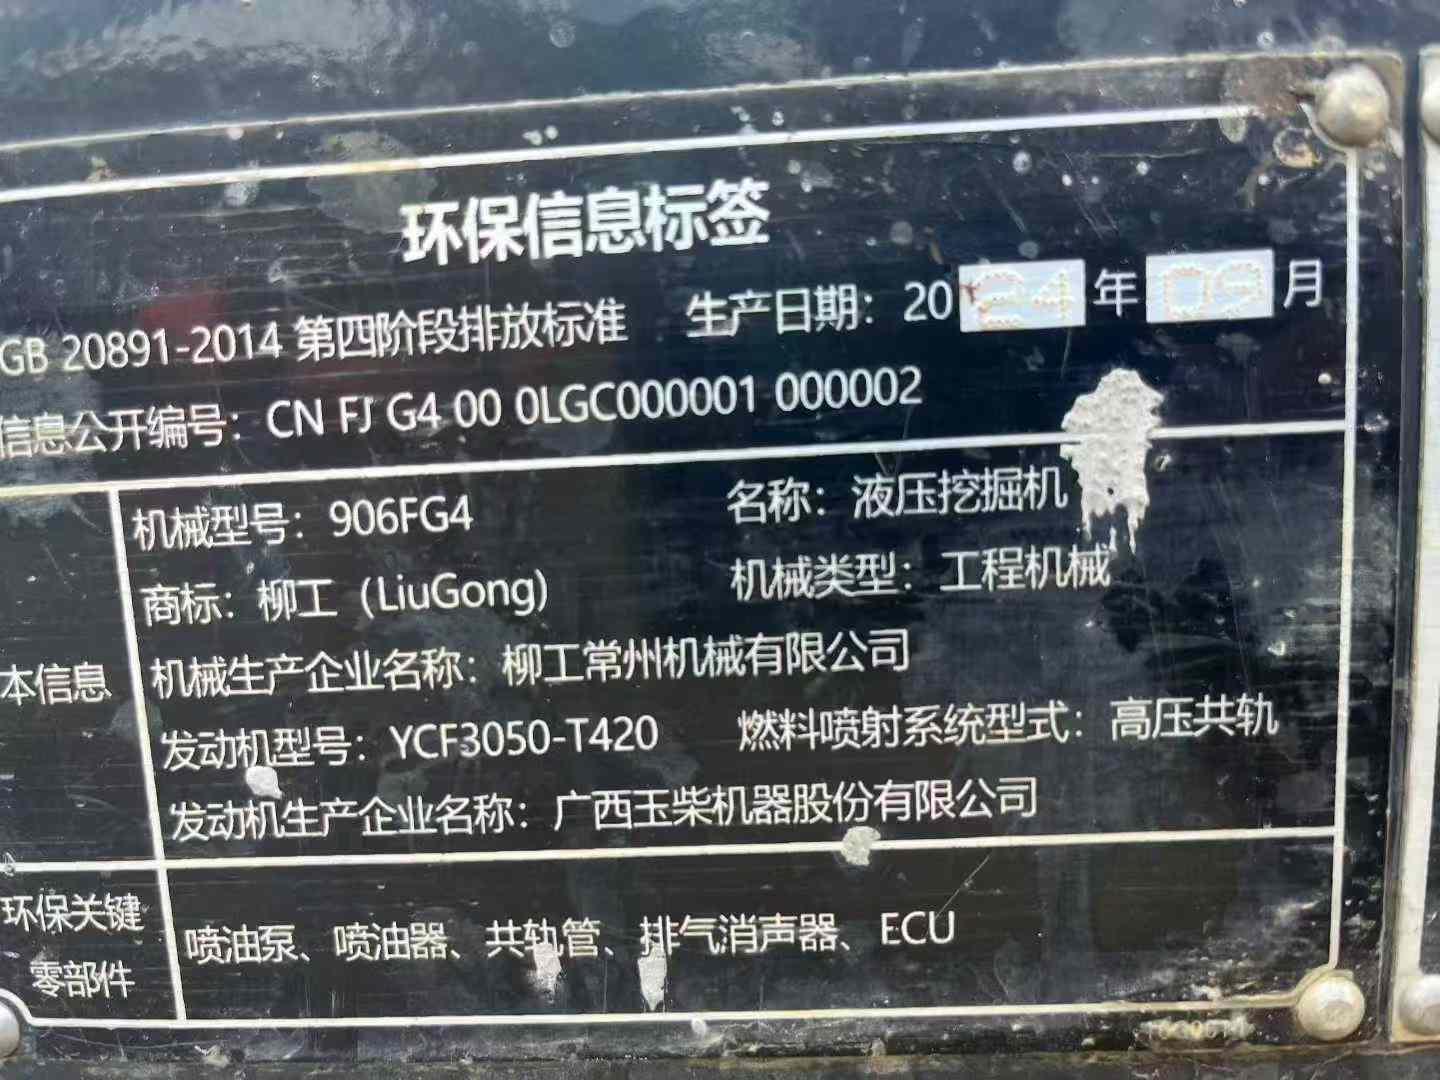 环保信息标签
GB 20891-2014 第四阶段排放标准 生产日期：2024年09月
信息公开编号：CN FJ G4 00 0LGC000001 000002
本信息
机械型号：906FG4 名称：液压挖掘机
商标：柳工（LiuGong） 机械类型：工程机械
机械生产企业名称：柳工常州机械有限公司
发动机型号：YCF3050-T420 燃料喷射系统型式：高压共轨
发动机生产企业名称：广西玉柴机器股份有限公司
环保关键
零部件
喷油泵、喷油器、共轨管、排气消声器、ECU